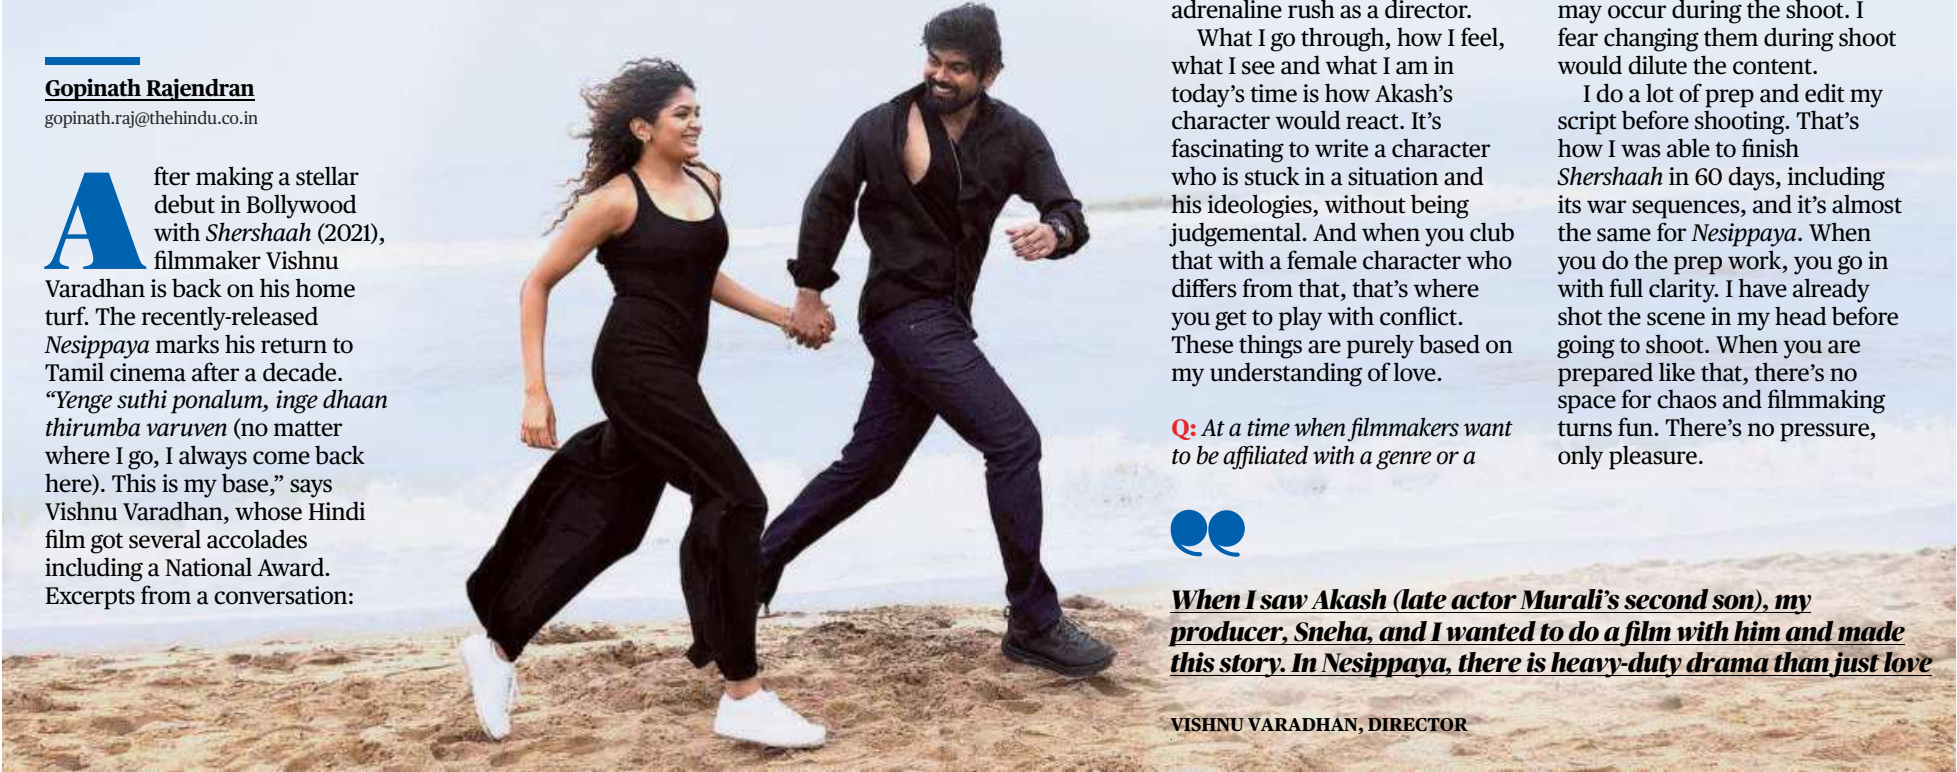 Gopinath Rajendran
gopinath.raj@thehindu.co.in
After making a stellar
debut in Bollywood
with Shershaah (2021),
filmmaker Vishnu
Varadhan is back on his home
turf. The recently-released
Nesippaya marks his return to
Tamil cinema after a decade.
“Yenge suthi ponalum, inge dhaan
thirumba varuven (no matter
where I go, I always come back
here). This is my base,” says
Vishnu Varadhan, whose Hindi
film got several accolades
including a National Award.
Excerpts from a conversation:
adrenaline rush as a director.
What I go through, how I feel,
what I see and what I am in
today’s time is how Akash’s
character would react. It’s
fascinating to write a character
who is stuck in a situation and
his ideologies, without being
judgemental. And when you club
that with a female character who
differs from that, that’s where
you get to play with conflict.
These things are purely based on
my understanding of love.
Q: At a time when filmmakers want
to be affiliated with a genre or a
may occur during the shoot. I
fear changing them during shoot
would dilute the content.
I do a lot of prep and edit my
script before shooting. That’s
how I was able to finish
Shershaah in 60 days, including
its war sequences, and it’s almost
the same for Nesippaya. When
you do the prep work, you go in
with full clarity. I have already
shot the scene in my head before
going to shoot. When you are
prepared like that, there’s no
space for chaos and filmmaking
turns fun. There’s no pressure,
only pleasure.
When I saw Akash (late actor Murali’s second son), my
producer, Sneha, and I wanted to do a film with him and made
this story. In Nesippaya, there is heavy-duty drama than just love
VISHNU VARADHAN, DIRECTOR